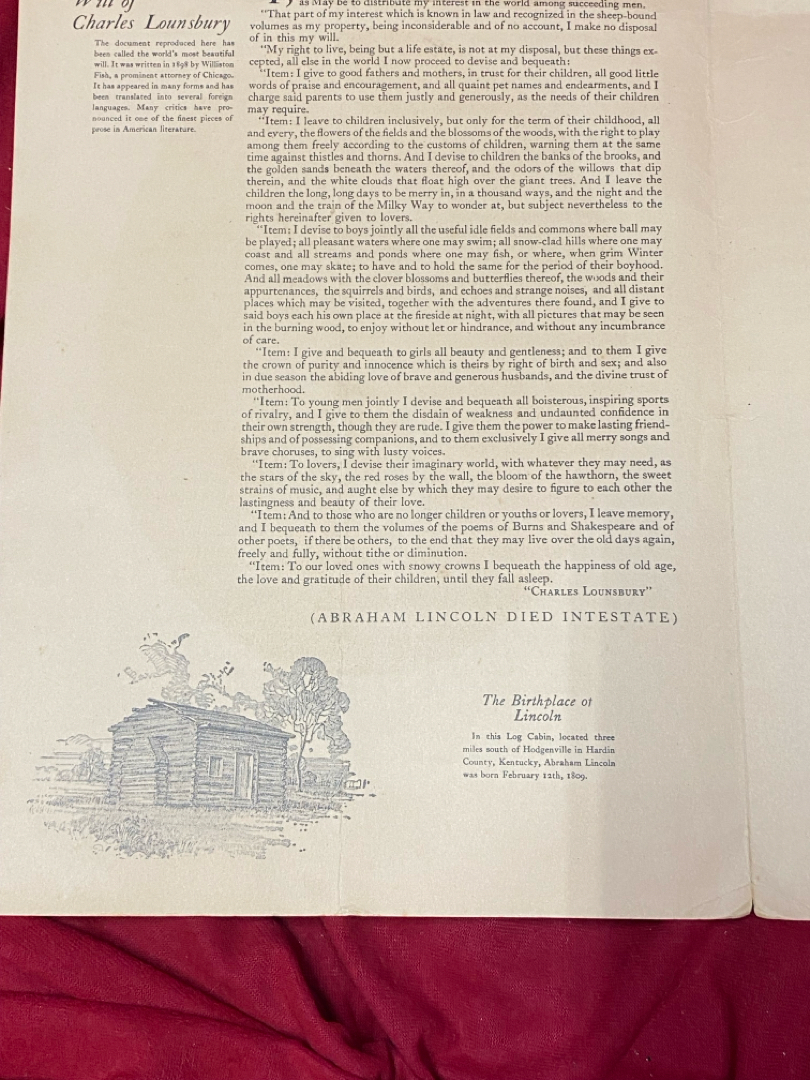 Will of
Charles Lounsbury
The document reproduced here has
been called the world's most beautiful
will. It was written in 1898 by Williston
Fish, a prominent attorney of Chicago.
It has appeared in many forms and has
been translated into several foreign
languages. Many critics have pro-
nounced it one of the finest pieces of
prose in American literature.
as May be to distribute my interest in the world among succeeding men.
"That part of my interest which is known in law and recognized in the sheep-bound
volumes as my property, being inconsiderable and of no account, I make no disposal
of in this my will.
"My right to live, being but a life estate, is not at my disposal, but these things ex-
cepted, all else in the world I now proceed to devise and bequeath:
"Item: I give to good fathers and mothers, in trust for their children, all good little
words of praise and encouragement, and all quaint pet names and endearments, and I
charge said parents to use them justly and generously, as the needs of their children
may require.
"Item: I leave to children inclusively, but only for the term of their childhood, all
and every, the flowers of the fields and the blossoms of the woods, with the right to play
among them freely according to the customs of children, warning them at the same
time against thistles and thorns. And I devise to children the banks of the brooks, and
the golden sands beneath the waters thereof, and the odors of the willows that dip
therein, and the white clouds that float high over the giant trees. And I leave the
children the long, long days to be merry in, in a thousand ways, and the night and the
moon and the train of the Milky Way to wonder at, but subject nevertheless to the
rights hereinafter given to lovers.
"Item: I devise to boys jointly all the useful idle fields and commons where ball may
be played; all pleasant waters where one may swim; all snow-clad hills where one may
coast and all streams and ponds where one may fish, or where, when grim Winter
comes, one may skate; to have and to hold the same for the period of their boyhood.
And all meadows with the clover blossoms and butterflies thereof, the woods and their
appurtenances, the squirrels and birds, and echoes and strange noises, and all distant
places which may be visited, together with the adventures there found, and I give to
said boys each his own place at the fireside at night, with all pictures that may be seen
in the burning wood, to enjoy without let or hindrance, and without any incumbrance
of care.
"Item: I give and bequeath to girls all beauty and gentleness; and to them I give
the crown of purity and innocence which is theirs by right of birth and sex; and also
in due season the abiding love of brave and generous husbands, and the divine trust of
motherhood.
"Item: To young men jointly I devise and bequeath all boisterous, inspiring sports
of rivalry, and I give to them the disdain of weakness and undaunted confidence in
their own strength, though they are rude. I give them the power to make lasting friend-
ships and of possessing companions, and to them exclusively I give all merry songs and
brave choruses, to sing with lusty voices.
"Item: To lovers, I devise their imaginary world, with whatever they may need, as
the stars of the sky, the red roses by the wall, the bloom of the hawthorn, the sweet
strains of music, and aught else by which they may desire to figure to each other the
lastingness and beauty of their love.
"Item: And to those who are no longer children or youths or lovers, I leave memory,
and I bequeath to them the volumes of the poems of Burns and Shakespeare and of
other poets, if there be others, to the end that they may live over the old days again,
freely and fully, without tithe or diminution.
"Item: To our loved ones with snowy crowns I bequeath the happiness of old age,
the love and gratitude of their children, until they fall asleep.
"CHARLES LOUNSBURY"
(ABRAHAM LINCOLN DIED INTESTATE)
The Birthplace of
Lincoln
In this Log Cabin, located three
miles south of Hodgenville in Hardin
County, Kentucky, Abraham Lincoln
was born February 12th, 1809.